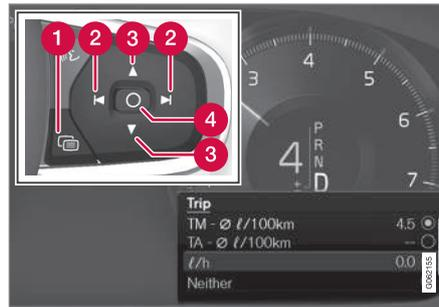 1 2 3 2
4
3
3 4 5 6 7
4
P
R
N
± D
Trip
TM - Ø ℓ/100km 4.5
TA - Ø ℓ/100km --
ℓ/h 0.0
Neither
G062155